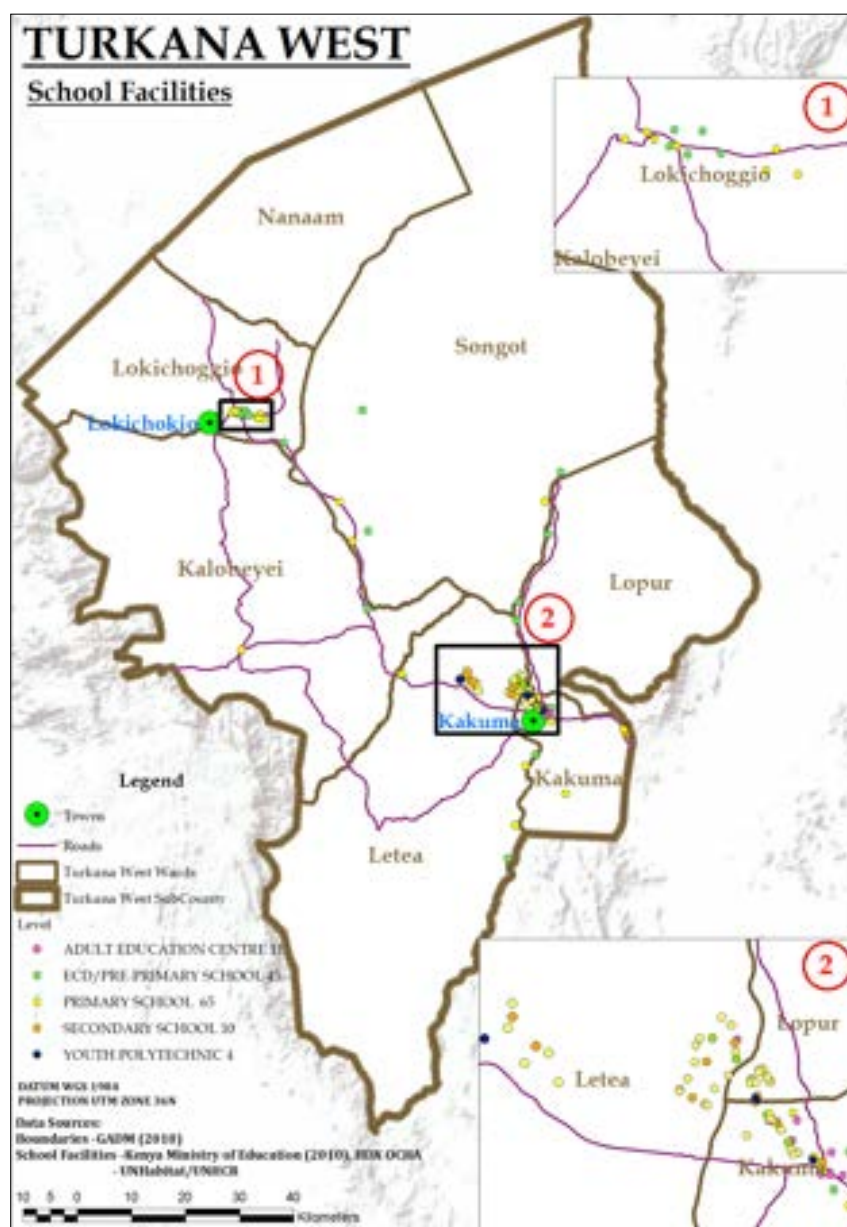 TURKANA WEST
School Facilities
1
Lokichoggio
Kalobeyei
Nanaam
Songot
Lokichoggio
1
Lokichokio
Kalobeyei
Lopur
2
Kakuma
Kakuma
Letea
Legend
Towns
Roads
Turkana West Wards
Turkana West SubCounty
Level
ADULT EDUCATION CENTRE
ECD/PRE-PRIMARY SCHOOL 45
PRIMARY SCHOOL 65
SECONDARY SCHOOL 10
YOUTH POLYTECHNIC 4
DATUM WGS 1984
PROJECTION UTM ZONE 36N
Data Sources:
Boundaries -GADM (2018)
School Facilities -Kenya Ministry of Education (2010), HDX OCHA
- UNHabitat/UNHCR
10 5 0 10 20 30 40
Kilometers
2
Lopur
Letea
Kakuma